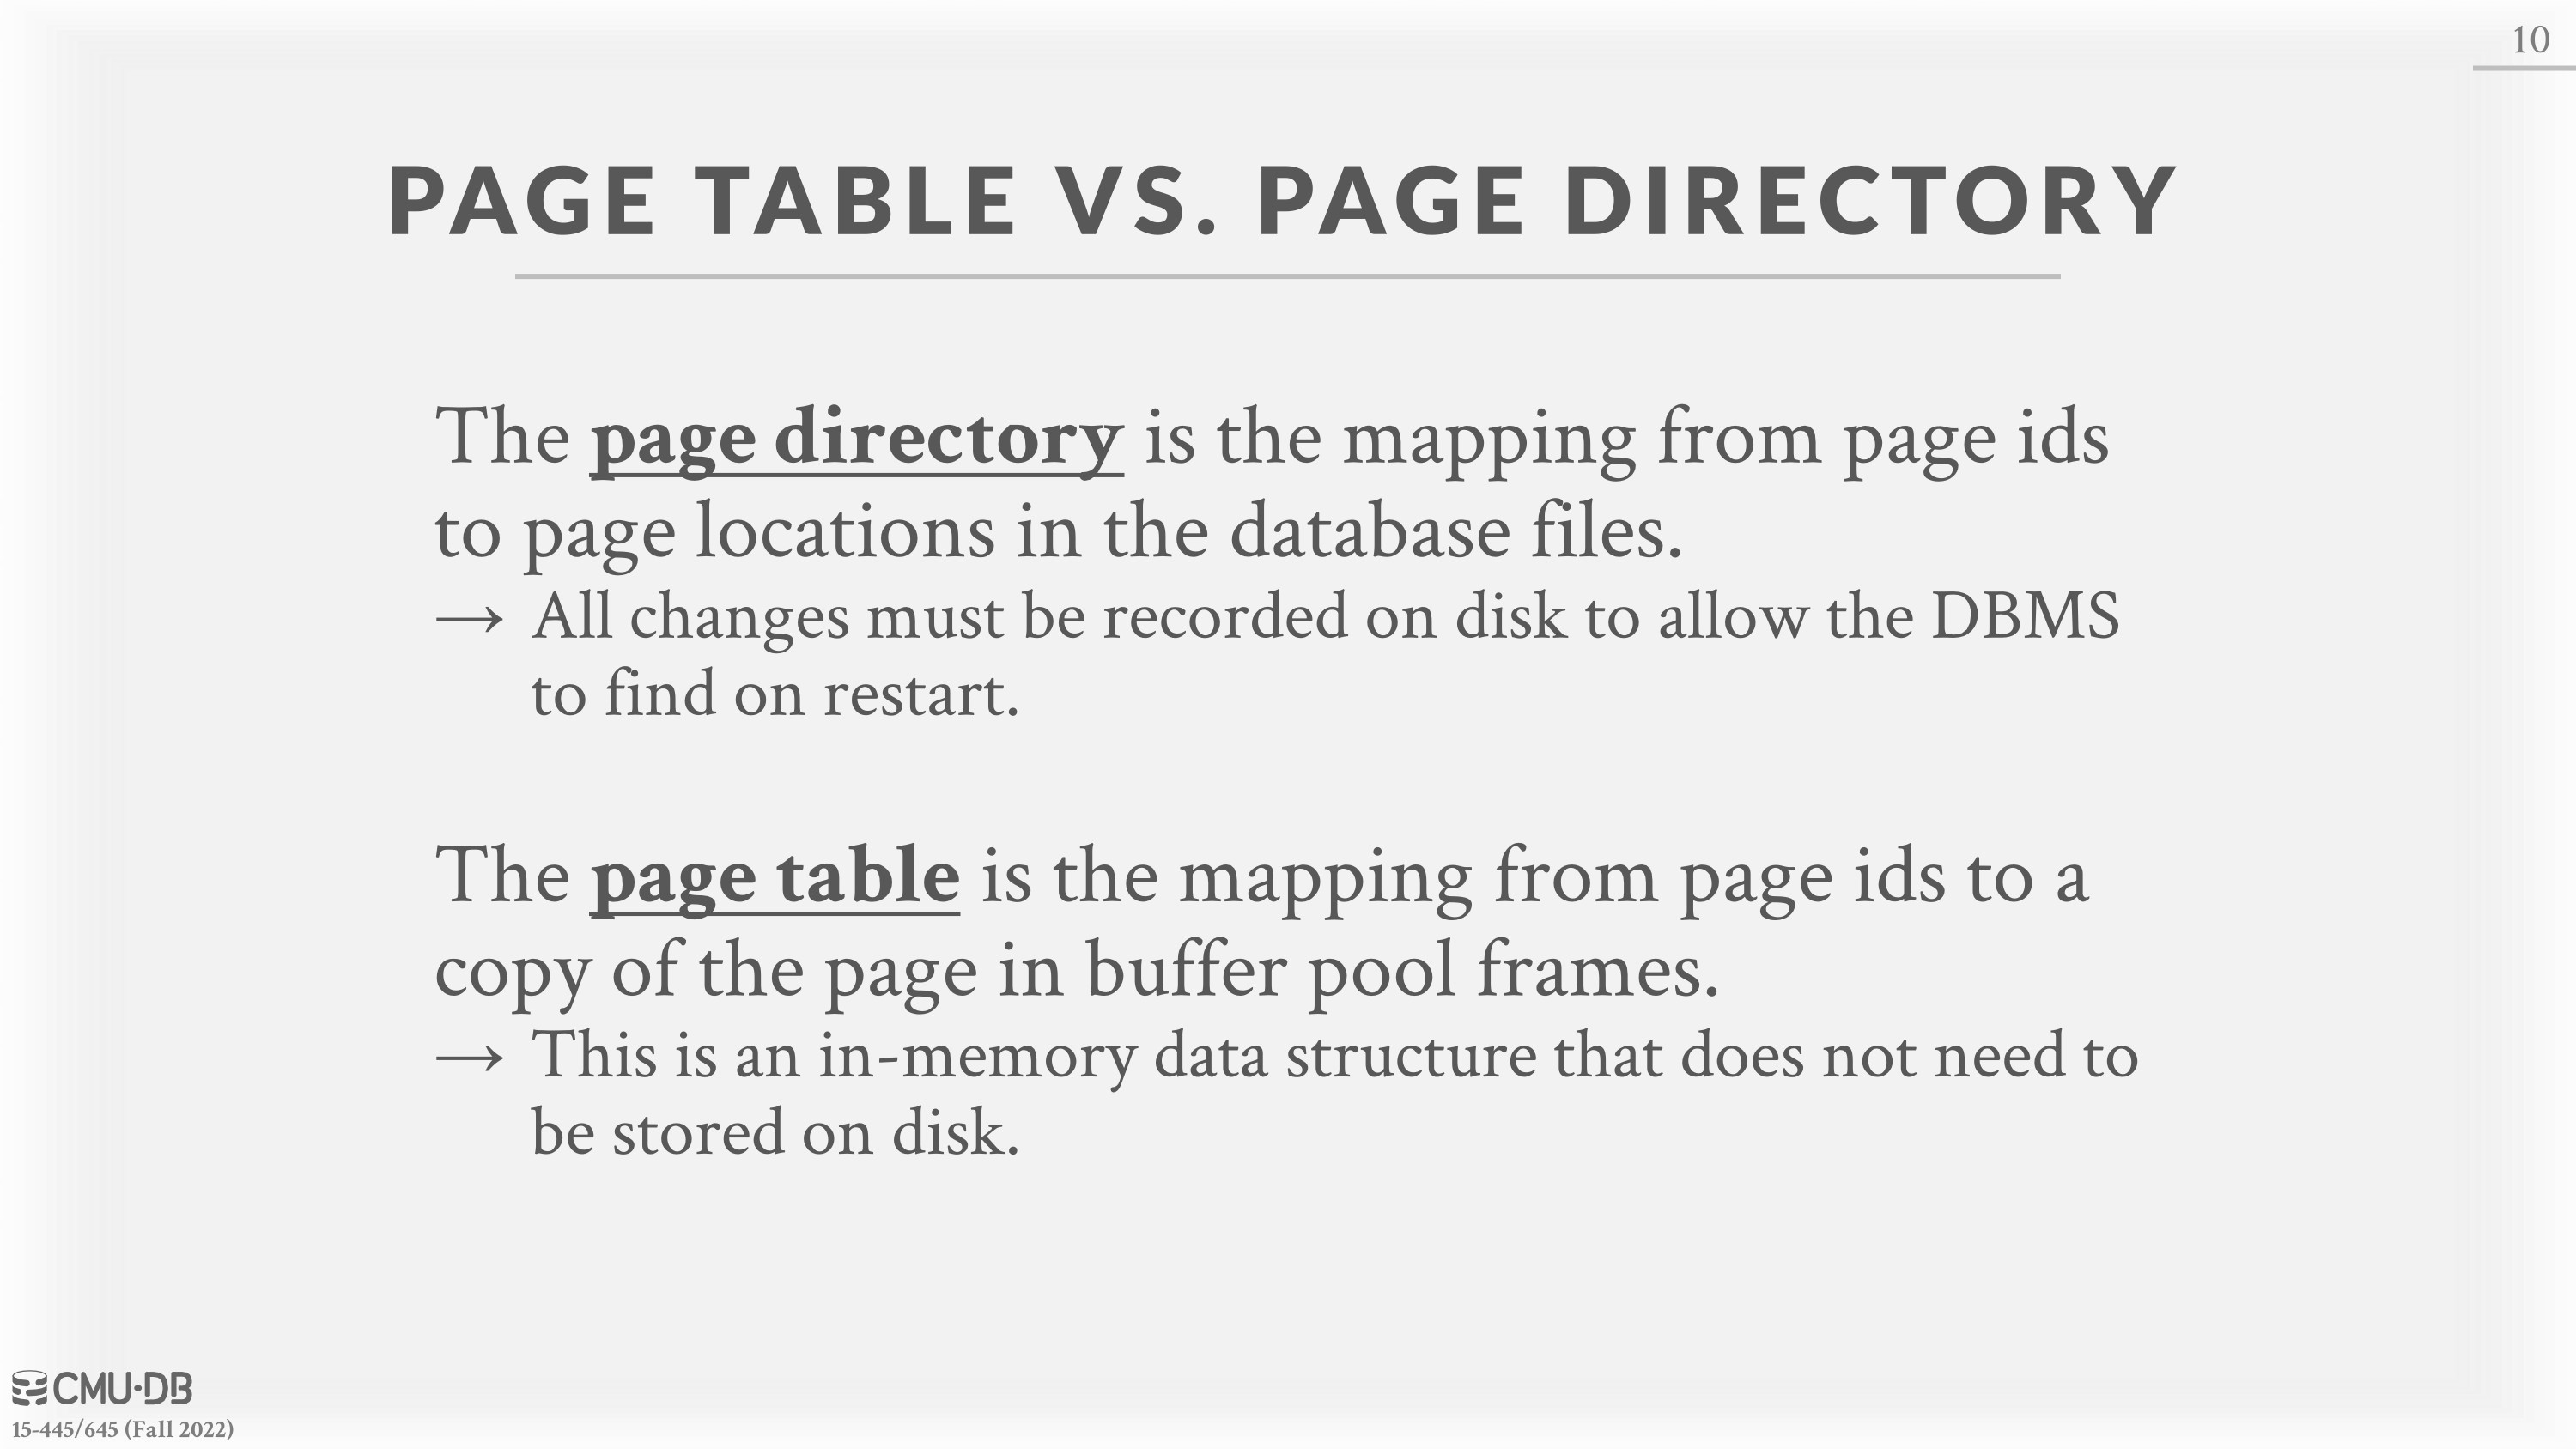 10
PAGE TABLE VS. PAGE DIRECTORY
The page directory is the mapping from page ids
to page locations in the database files.
→ All changes must be recorded on disk to allow the DBMS
to find on restart.
The page table is the mapping from page ids to a
copy of the page in buffer pool frames.
→ This is an in-memory data structure that does not need to
be stored on disk.
CMU·DB
15-445/645 (Fall 2022)